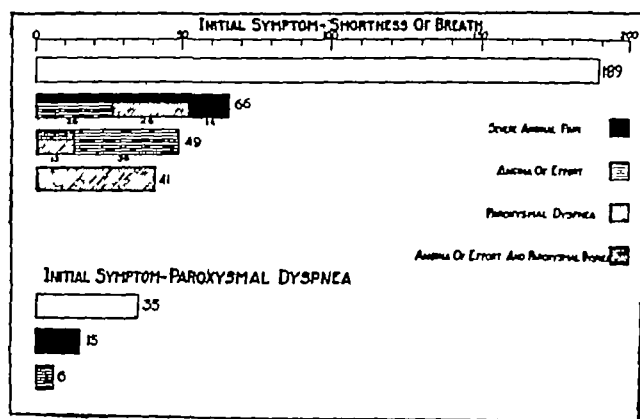 INITIAL SYMPTOM-SHORTNESS OF BREATH
0 50 100 150 200
189
66
26 26 14
49
13 36
41
SEVERE ANGINAL PAIN
ANGINA OF EFFORT
PAROXYSMAL DYSPNEA
ANGINA OF EFFORT AND PAROXYSMAL DYSPNEA
INITIAL SYMPTOM-PAROXYSMAL DYSPNEA
35
15
6